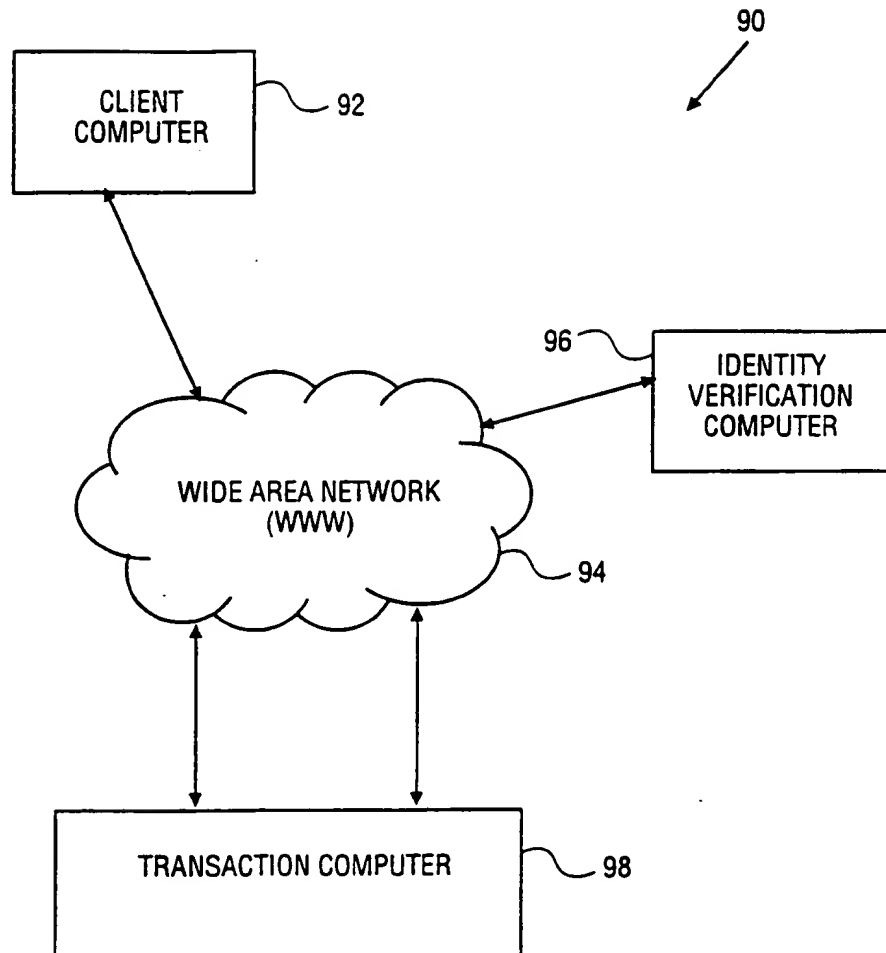 90
CLIENT
COMPUTER
92
96
IDENTITY
VERIFICATION
COMPUTER
WIDE AREA NETWORK
(WWW)
94
TRANSACTION COMPUTER
98